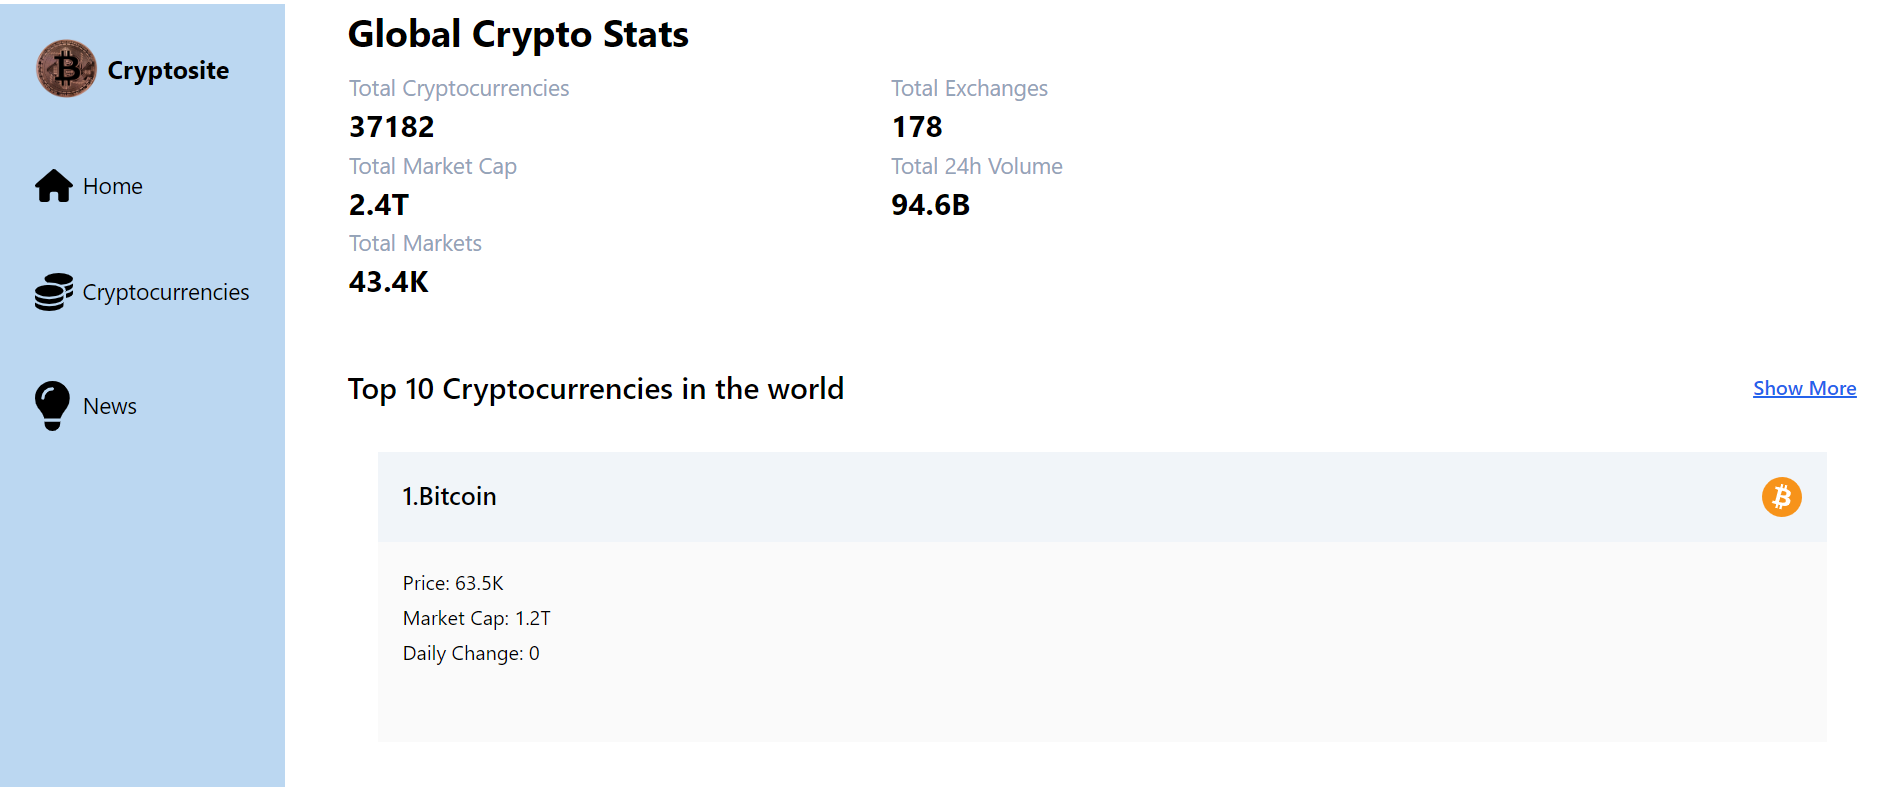 Cryptosite
Home
Cryptocurrencies
News
Global Crypto Stats
Total Cryptocurrencies
37182
Total Exchanges
178
Total Market Cap
2.4T
Total 24h Volume
94.6B
Total Markets
43.4K
Top 10 Cryptocurrencies in the world
Show More
1.Bitcoin
Price: 63.5K
Market Cap: 1.2T
Daily Change: 0